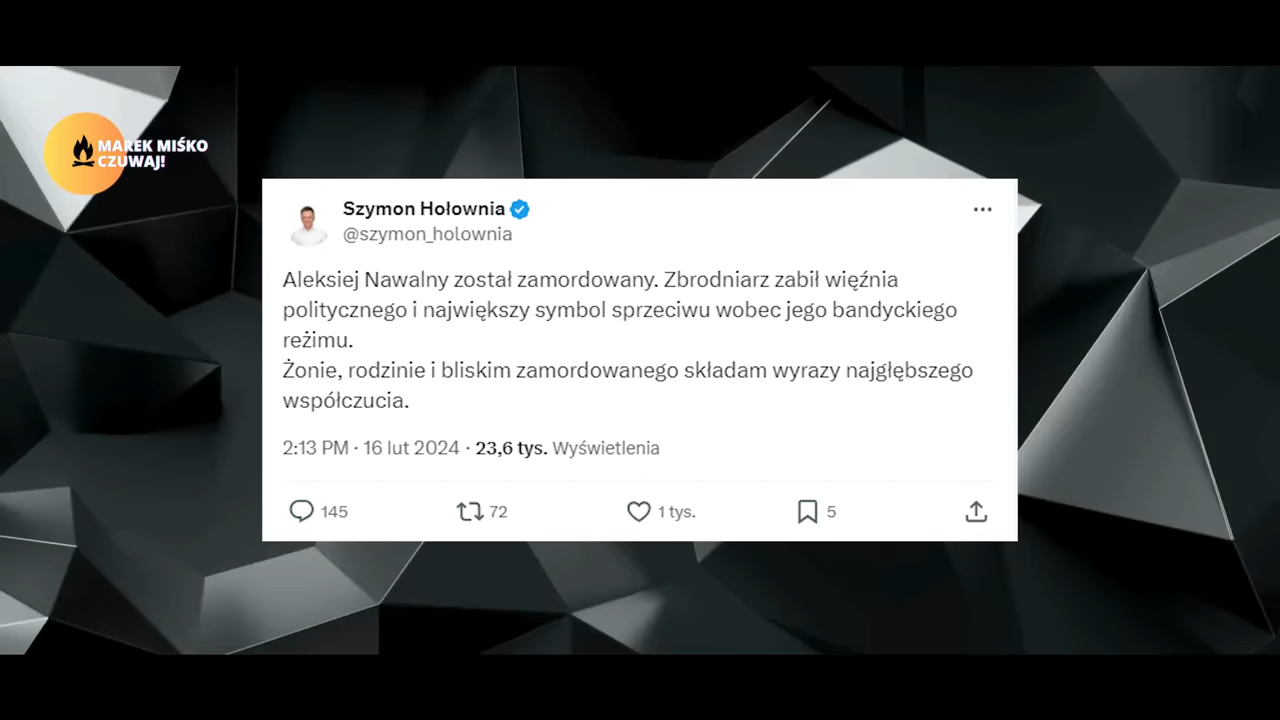 MAREK MIŚKO
CZUWAJ!
Szymon Hołownia
@szymon_holownia
Aleksiej Nawalny został zamordowany. Zbrodniarz zabił więźnia
politycznego i największy symbol sprzeciwu wobec jego bandyckiego
reżimu.
Żonie, rodzinie i bliskim zamordowanego składam wyrazy najgłębszego
współczucia.
2:13 PM · 16 lut 2024 · 23,6 tys. Wyświetlenia
145 72 1 tys. 5